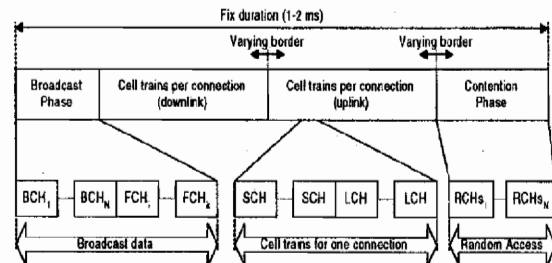 Fix duration (1-2 ms)
Varying border Varying border
Broadcast Phase Cell trains per connection (downlink) Cell trains per connection (uplink) Contention Phase
BCH1 BCHN FCH1 FCHk SCH SCH LCH LCH RCHs1 RCHsN
Broadcast data Cell trains for one connection Random Access